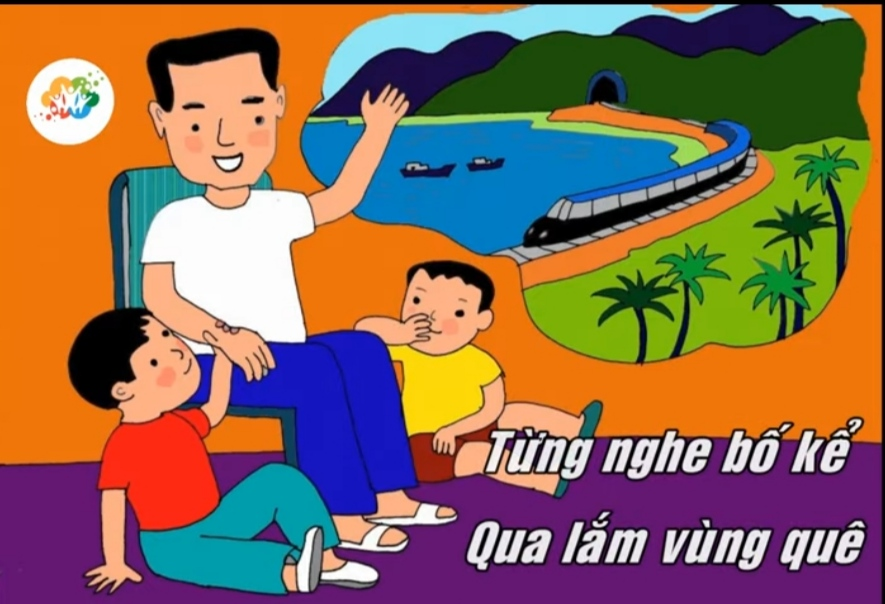 Từng nghe bố kể
Qua lắm vùng quê